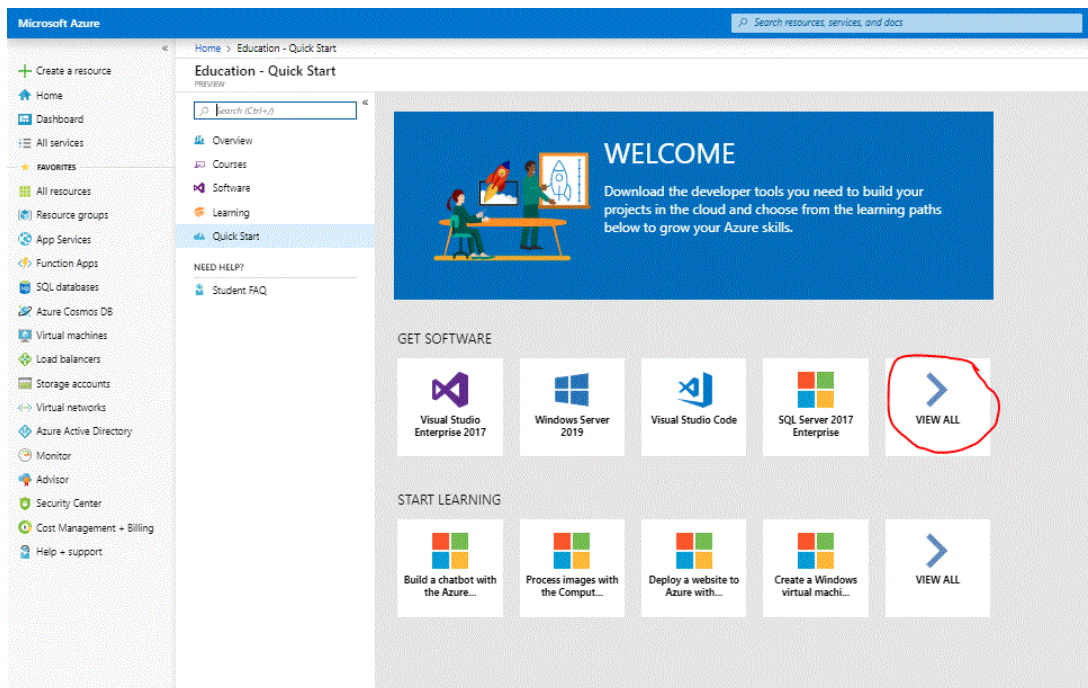 Microsoft Azure
Search resources, services, and docs
«
Home > Education - Quick Start
Create a resource
Home
Dashboard
All services
FAVORITES
All resources
Resource groups
App Services
Function Apps
SQL databases
Azure Cosmos DB
Virtual machines
Load balancers
Storage accounts
Virtual networks
Azure Active Directory
Monitor
Advisor
Security Center
Cost Management + Billing
Help + support
Education - Quick Start
PREVIEW
Search (Ctrl+/)
«
Overview
Courses
Software
Learning
Quick Start
NEED HELP?
Student FAQ
WELCOME
Download the developer tools you need to build your
projects in the cloud and choose from the learning paths
below to grow your Azure skills.
GET SOFTWARE
Visual Studio
Enterprise 2017
Windows Server
2019
Visual Studio Code
SQL Server 2017
Enterprise
VIEW ALL
START LEARNING
Build a chatbot with
the Azure...
Process images with
the Comput...
Deploy a website to
Azure with...
Create a Windows
virtual machi...
VIEW ALL